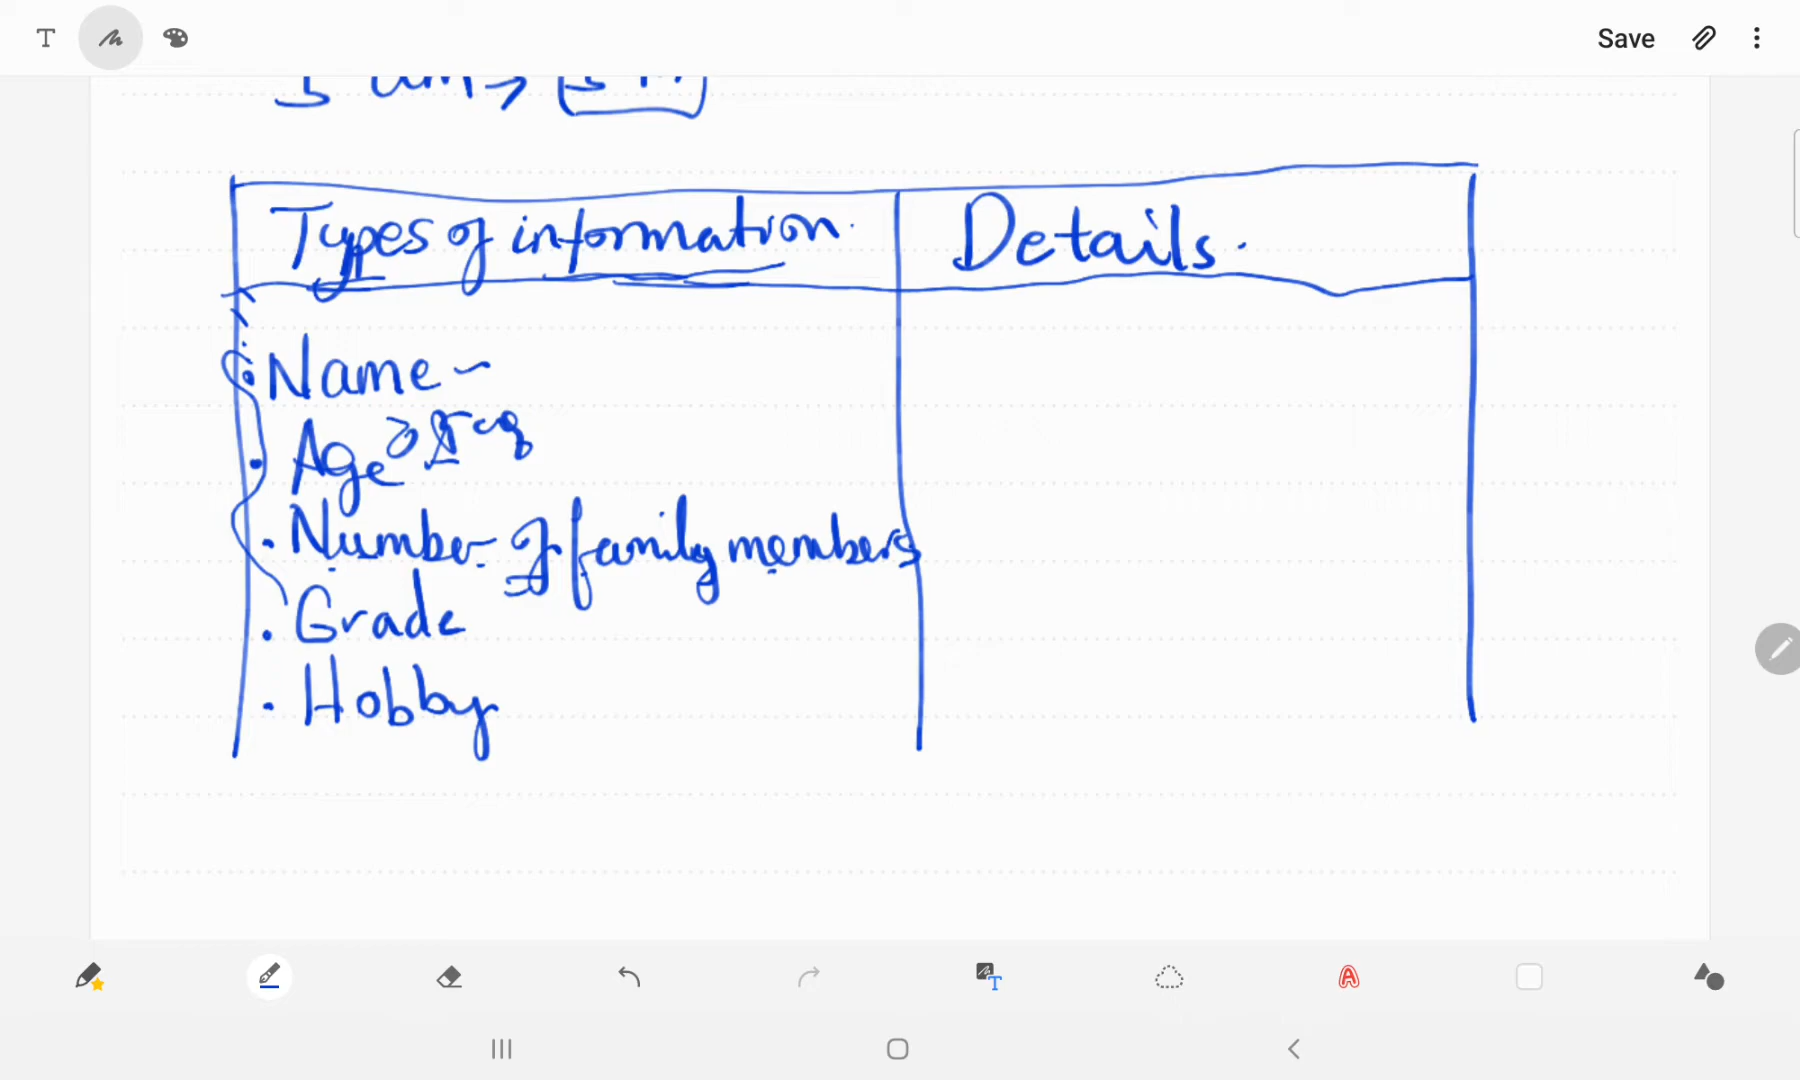 Save
Types of information.
Details.
Name -
Age
Number of family members
Grade
Hobby